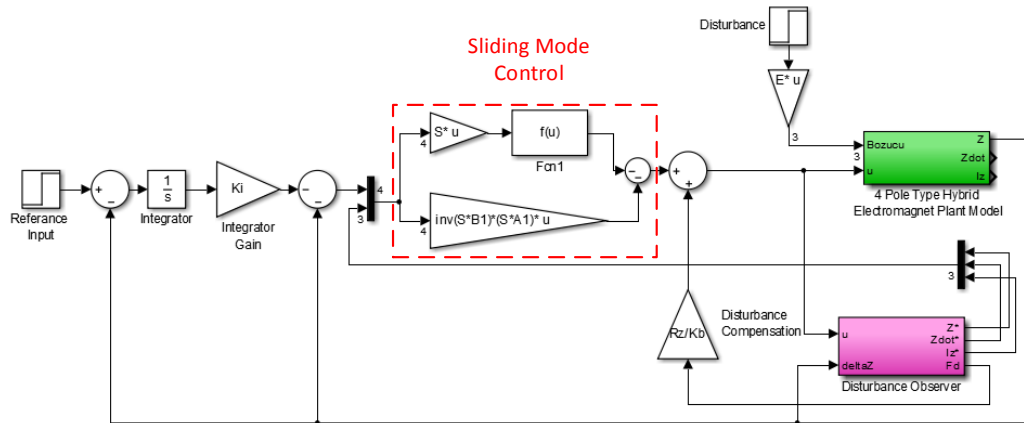 Disturbance
Sliding Mode
Control
E* u
3
S* u
4
f(u)
Fcn1
Bozucu
3
u
Z
Zdot
Iz
4 Pole Type Hybrid
Electromagnet Plant Model
+
−
1
s
Ki
−
−
4
3
−
−
+
+
Referance
Input
Integrator
Integrator
Gain
inv(S*B1)*(S*A1)* u
4
3
Rz/Kb
Disturbance
Compensation
u
deltaZ
Z*
Zdot*
Iz*
Fd
Disturbance Observer